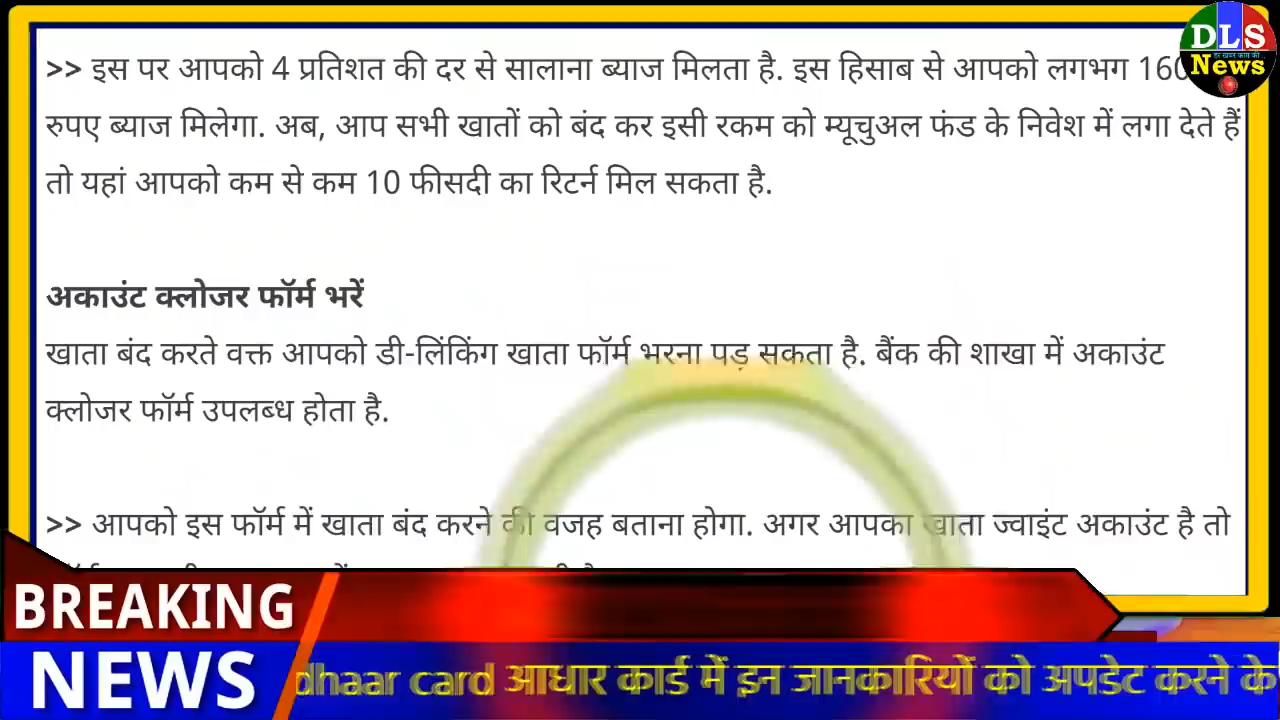 >> इस पर आपको 4 प्रतिशत की दर से सालाना ब्याज मिलता है. इस हिसाब से आपको लगभग
रुपए ब्याज मिलेगा. अब, आप सभी खातों को बंद कर इसी रकम को म्यूचुअल फंड के निवेश में लगा देते हैं
तो यहां आपको कम से कम 10 फीसदी का रिटर्न मिल सकता है.
अकाउंट क्लोजर फॉर्म भरें
खाता बंद करते वक्त आपको डी-लिंकिंग खाता फॉर्म भरना पड़ सकता है. बैंक की शाखा में अकाउंट
क्लोजर फॉर्म उपलब्ध होता है.
>> आपको इस फॉर्म में खाता बंद करने की वजह बताना होगा. अगर आपका खाता ज्वाइंट अकाउंट है तो
DLS
News
BREAKING
NEWS
dhaar card आधार कार्ड में इन जानकारियों को अपडेट करने के